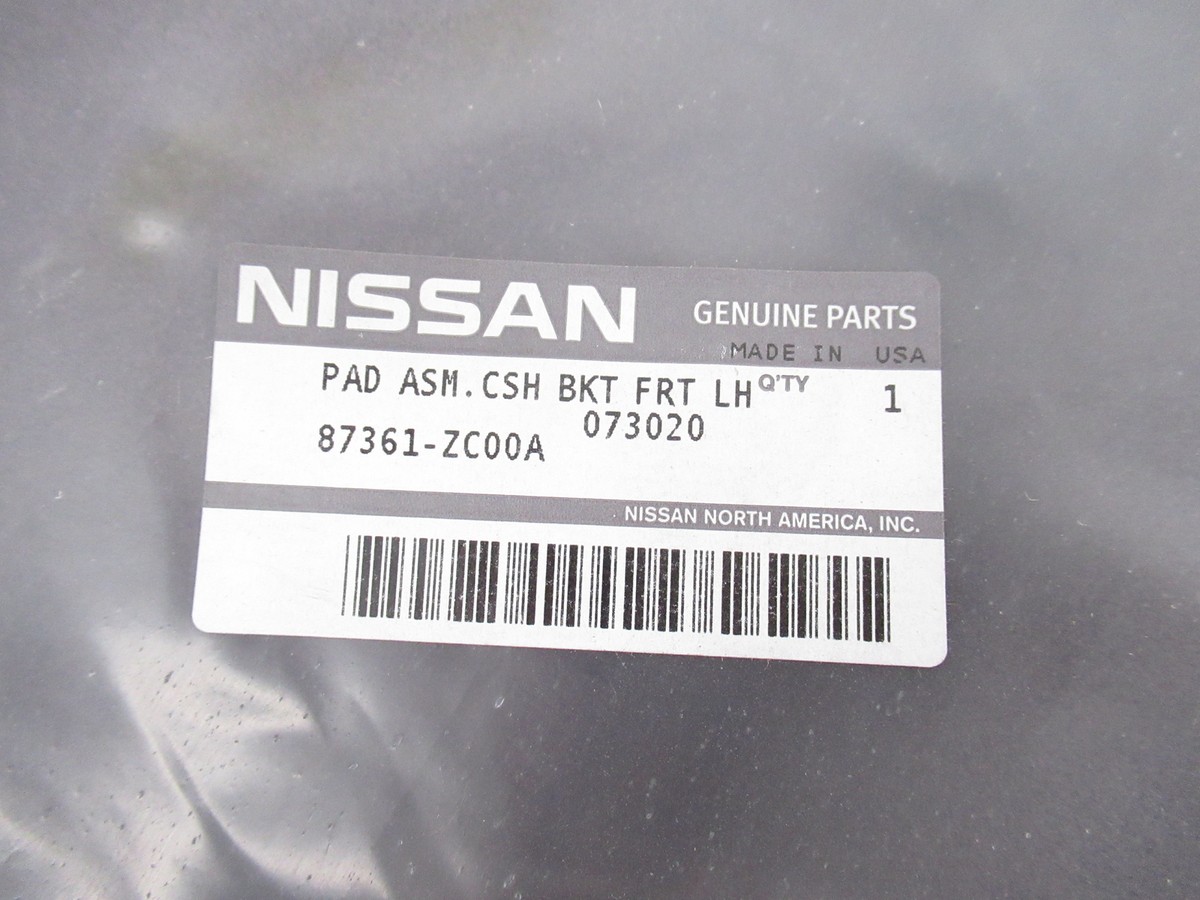 NISSAN GENUINE PARTS
MADE IN USA
PAD ASM.CSH BKT FRT LH Q'TY 1
073020
87361-ZC00A
NISSAN NORTH AMERICA, INC.